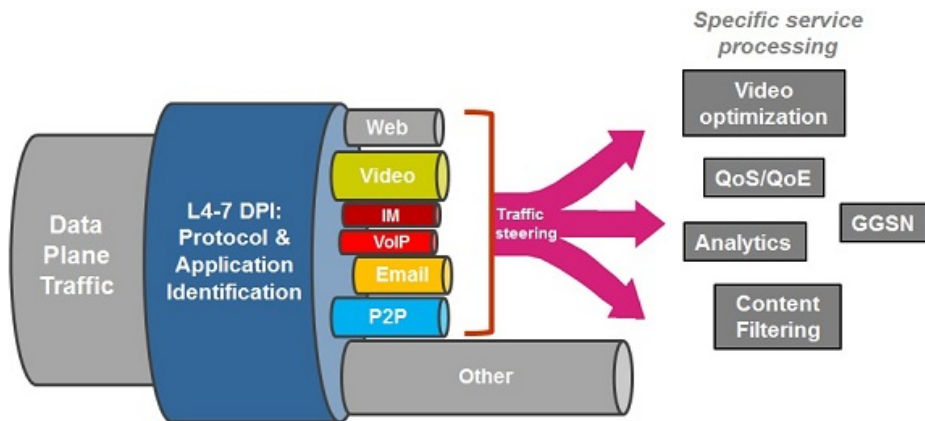 Data
Plane
Traffic
L4-7 DPI:
Protocol &
Application
Identification
Web
Video
IM
VoIP
Email
P2P
Other
Traffic
steering
Specific service
processing
Video
optimization
QoS/QoE
GGSN
Analytics
Content
Filtering